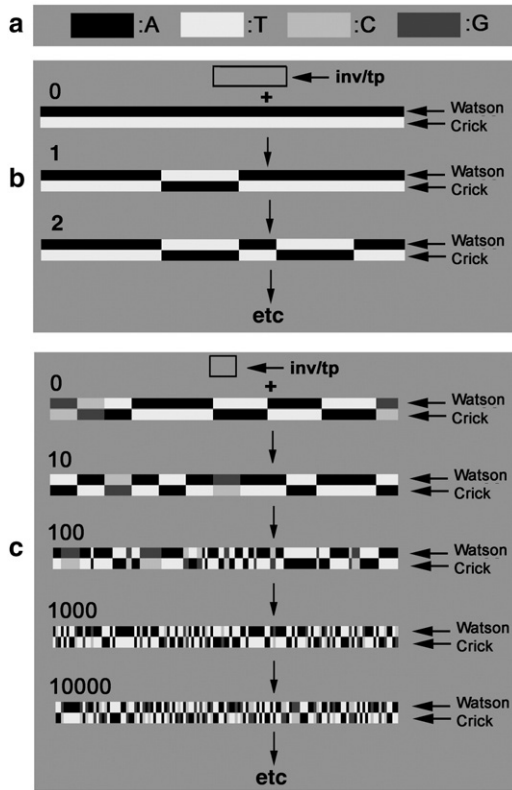 a :A :T :C :G
0 inv/tp
+
Watson
Crick
1
Watson
b Crick
2
Watson
Crick
etc
0 inv/tp
+
Watson
Crick
10
Watson
Crick
100
c Watson
Crick
1000
Watson
Crick
10000
Watson
Crick
etc